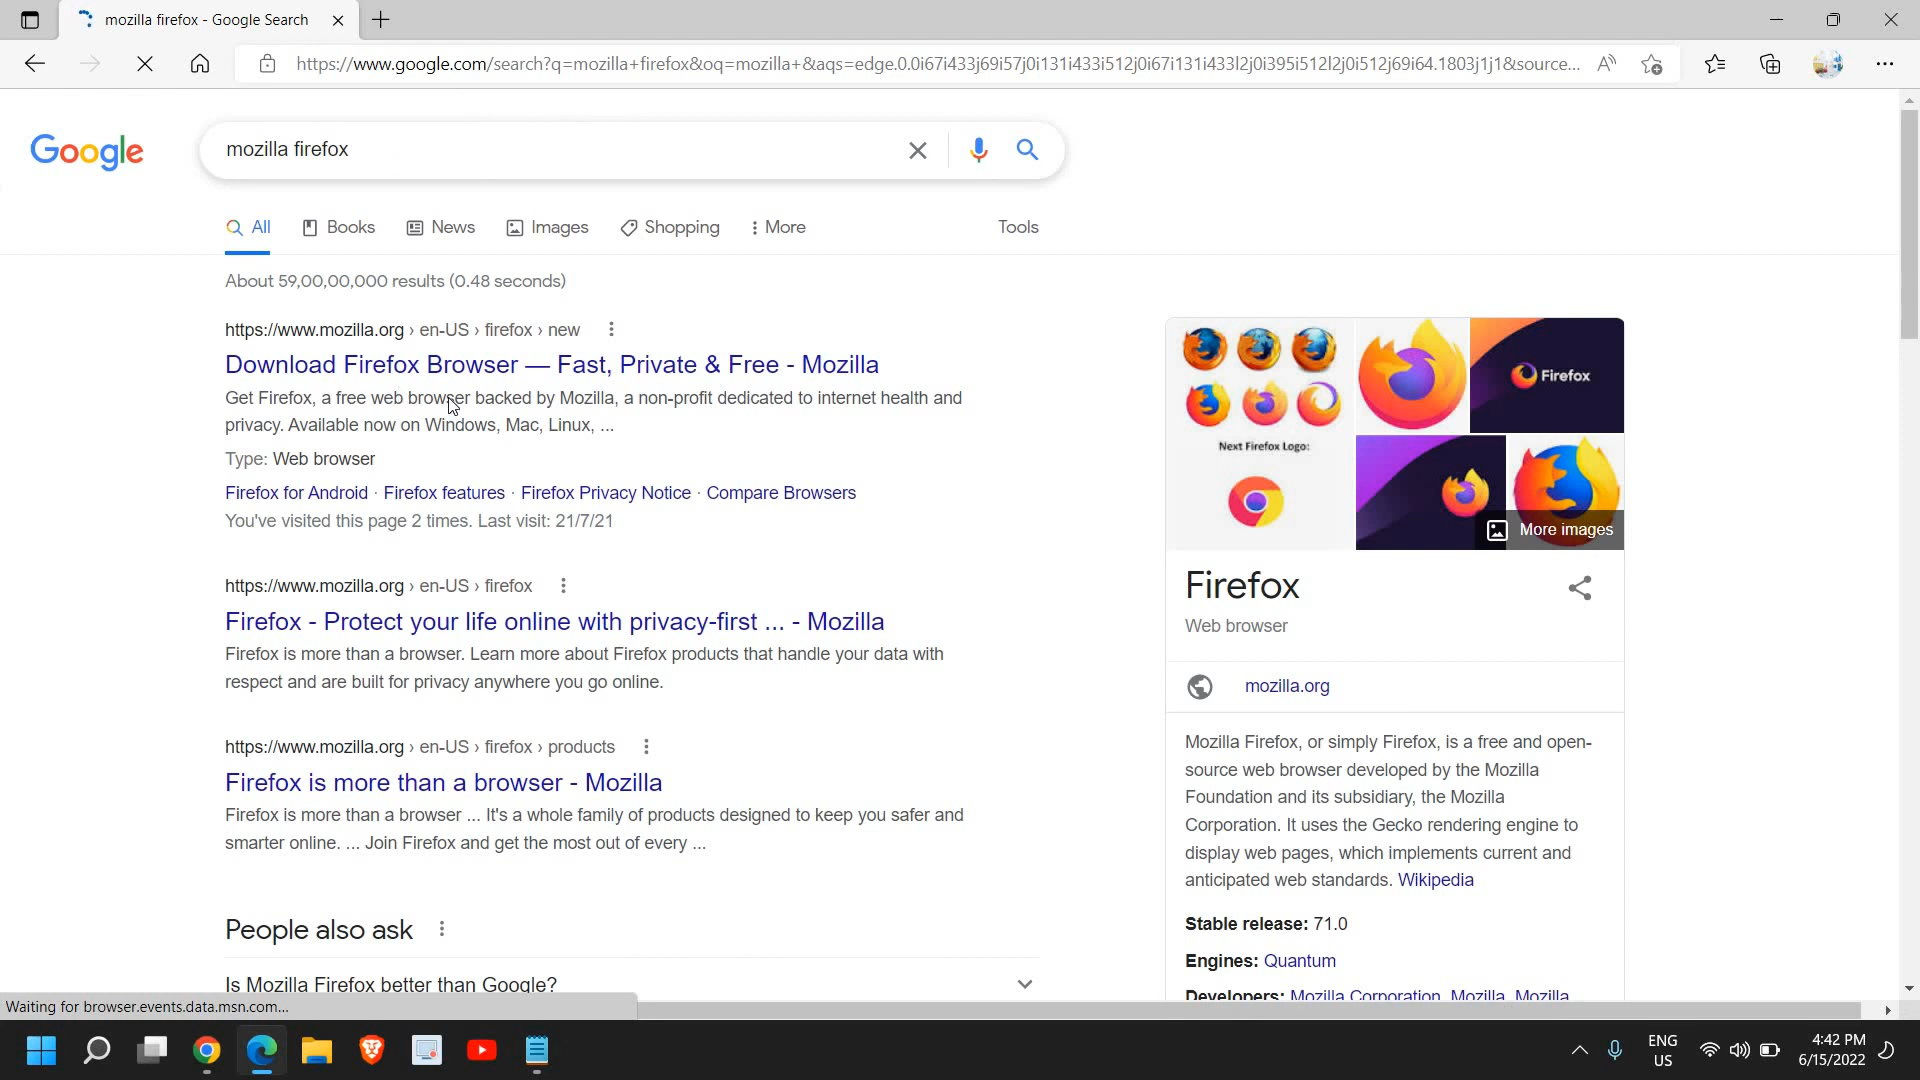 mozilla firefox - Google Search
https://www.google.com/search?q=mozilla+firefox&oq=mozilla+&aqs=edge.0.0i67i433j69i57j0i131i433i512j0i67i131i433l2j0i395i512l2j0i512j69i64.1803j1j1&source...
Google
mozilla firefox
All
Books
News
Images
Shopping
More
Tools
About 59,00,00,000 results (0.48 seconds)
https://www.mozilla.org › en-US › firefox › new
Download Firefox Browser — Fast, Private & Free - Mozilla
Get Firefox, a free web browser backed by Mozilla, a non-profit dedicated to internet health and
privacy. Available now on Windows, Mac, Linux, ...
Type: Web browser
Firefox for Android · Firefox features · Firefox Privacy Notice · Compare Browsers
You've visited this page 2 times. Last visit: 21/7/21
https://www.mozilla.org › en-US › firefox
Firefox - Protect your life online with privacy-first ... - Mozilla
Firefox is more than a browser. Learn more about Firefox products that handle your data with
respect and are built for privacy anywhere you go online.
https://www.mozilla.org › en-US › firefox › products
Firefox is more than a browser - Mozilla
Firefox is more than a browser ... It's a whole family of products designed to keep you safer and
smarter online. ... Join Firefox and get the most out of every ...
People also ask
Is Mozilla Firefox better than Google?
Next Firefox Logo:
Firefox
More images
Firefox
Web browser
mozilla.org
Mozilla Firefox, or simply Firefox, is a free and open-
source web browser developed by the Mozilla
Foundation and its subsidiary, the Mozilla
Corporation. It uses the Gecko rendering engine to
display web pages, which implements current and
anticipated web standards. Wikipedia
Stable release: 71.0
Engines: Quantum
Developers: Mozilla Corporation, Mozilla, Mozilla
Waiting for browser.events.data.msn.com...
ENG
US
4:42 PM
6/15/2022